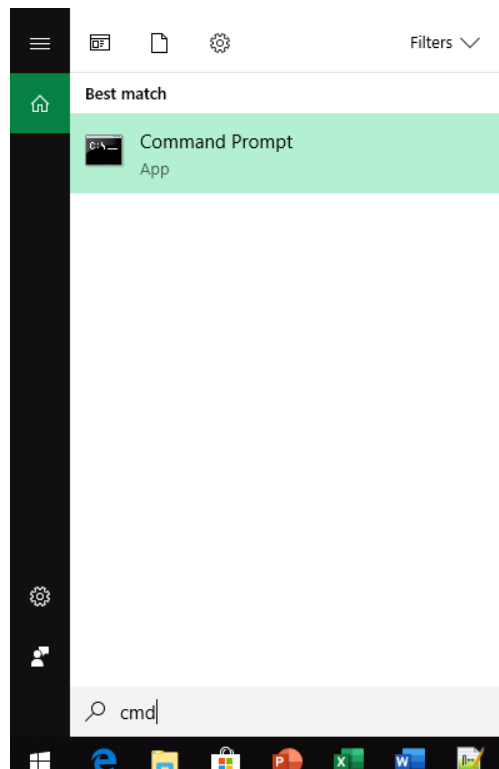 Filters
Best match
C:\_
Command Prompt
App
cmd